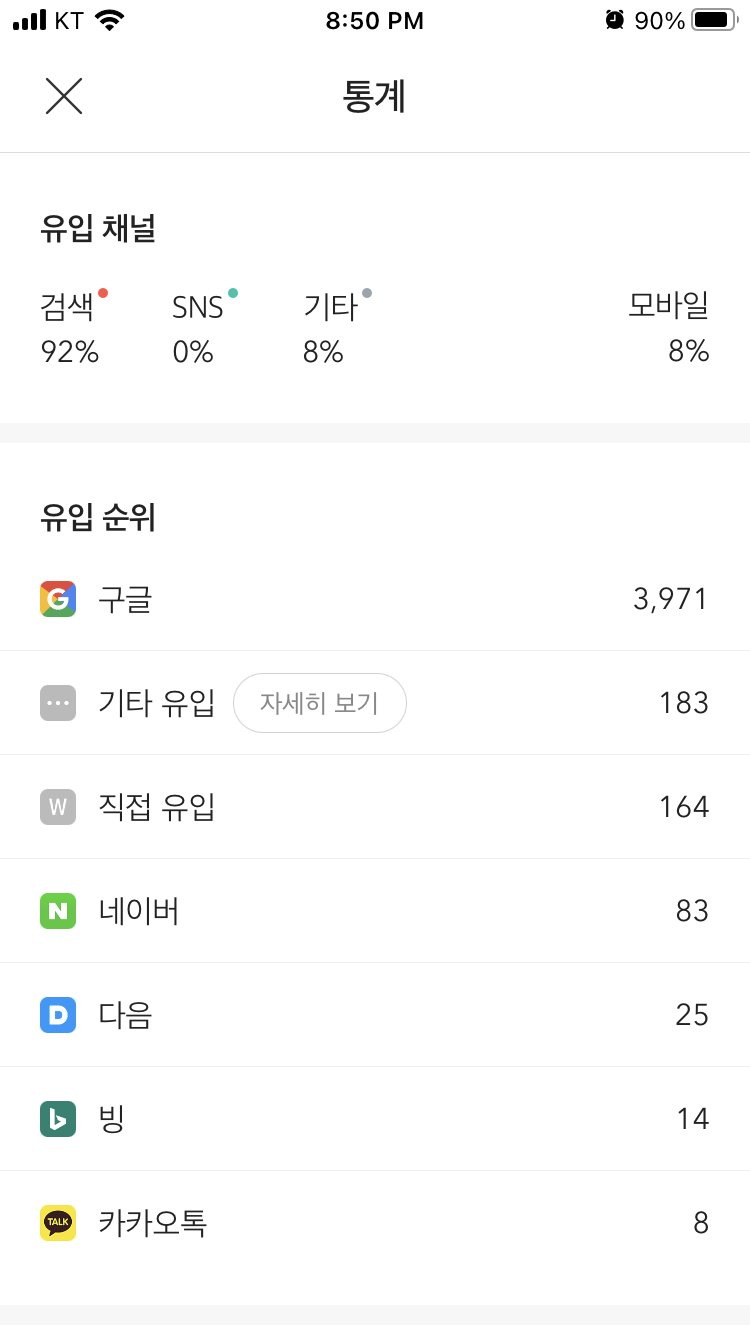 KT 8:50 PM 90%
통계
유입 채널
검색 SNS 기타 모바일
92% 0% 8% 8%
유입 순위
G 구글 3,971
기타 유입 자세히 보기 183
W 직접 유입 164
N 네이버 83
D 다음 25
b 빙 14
TALK 카카오톡 8